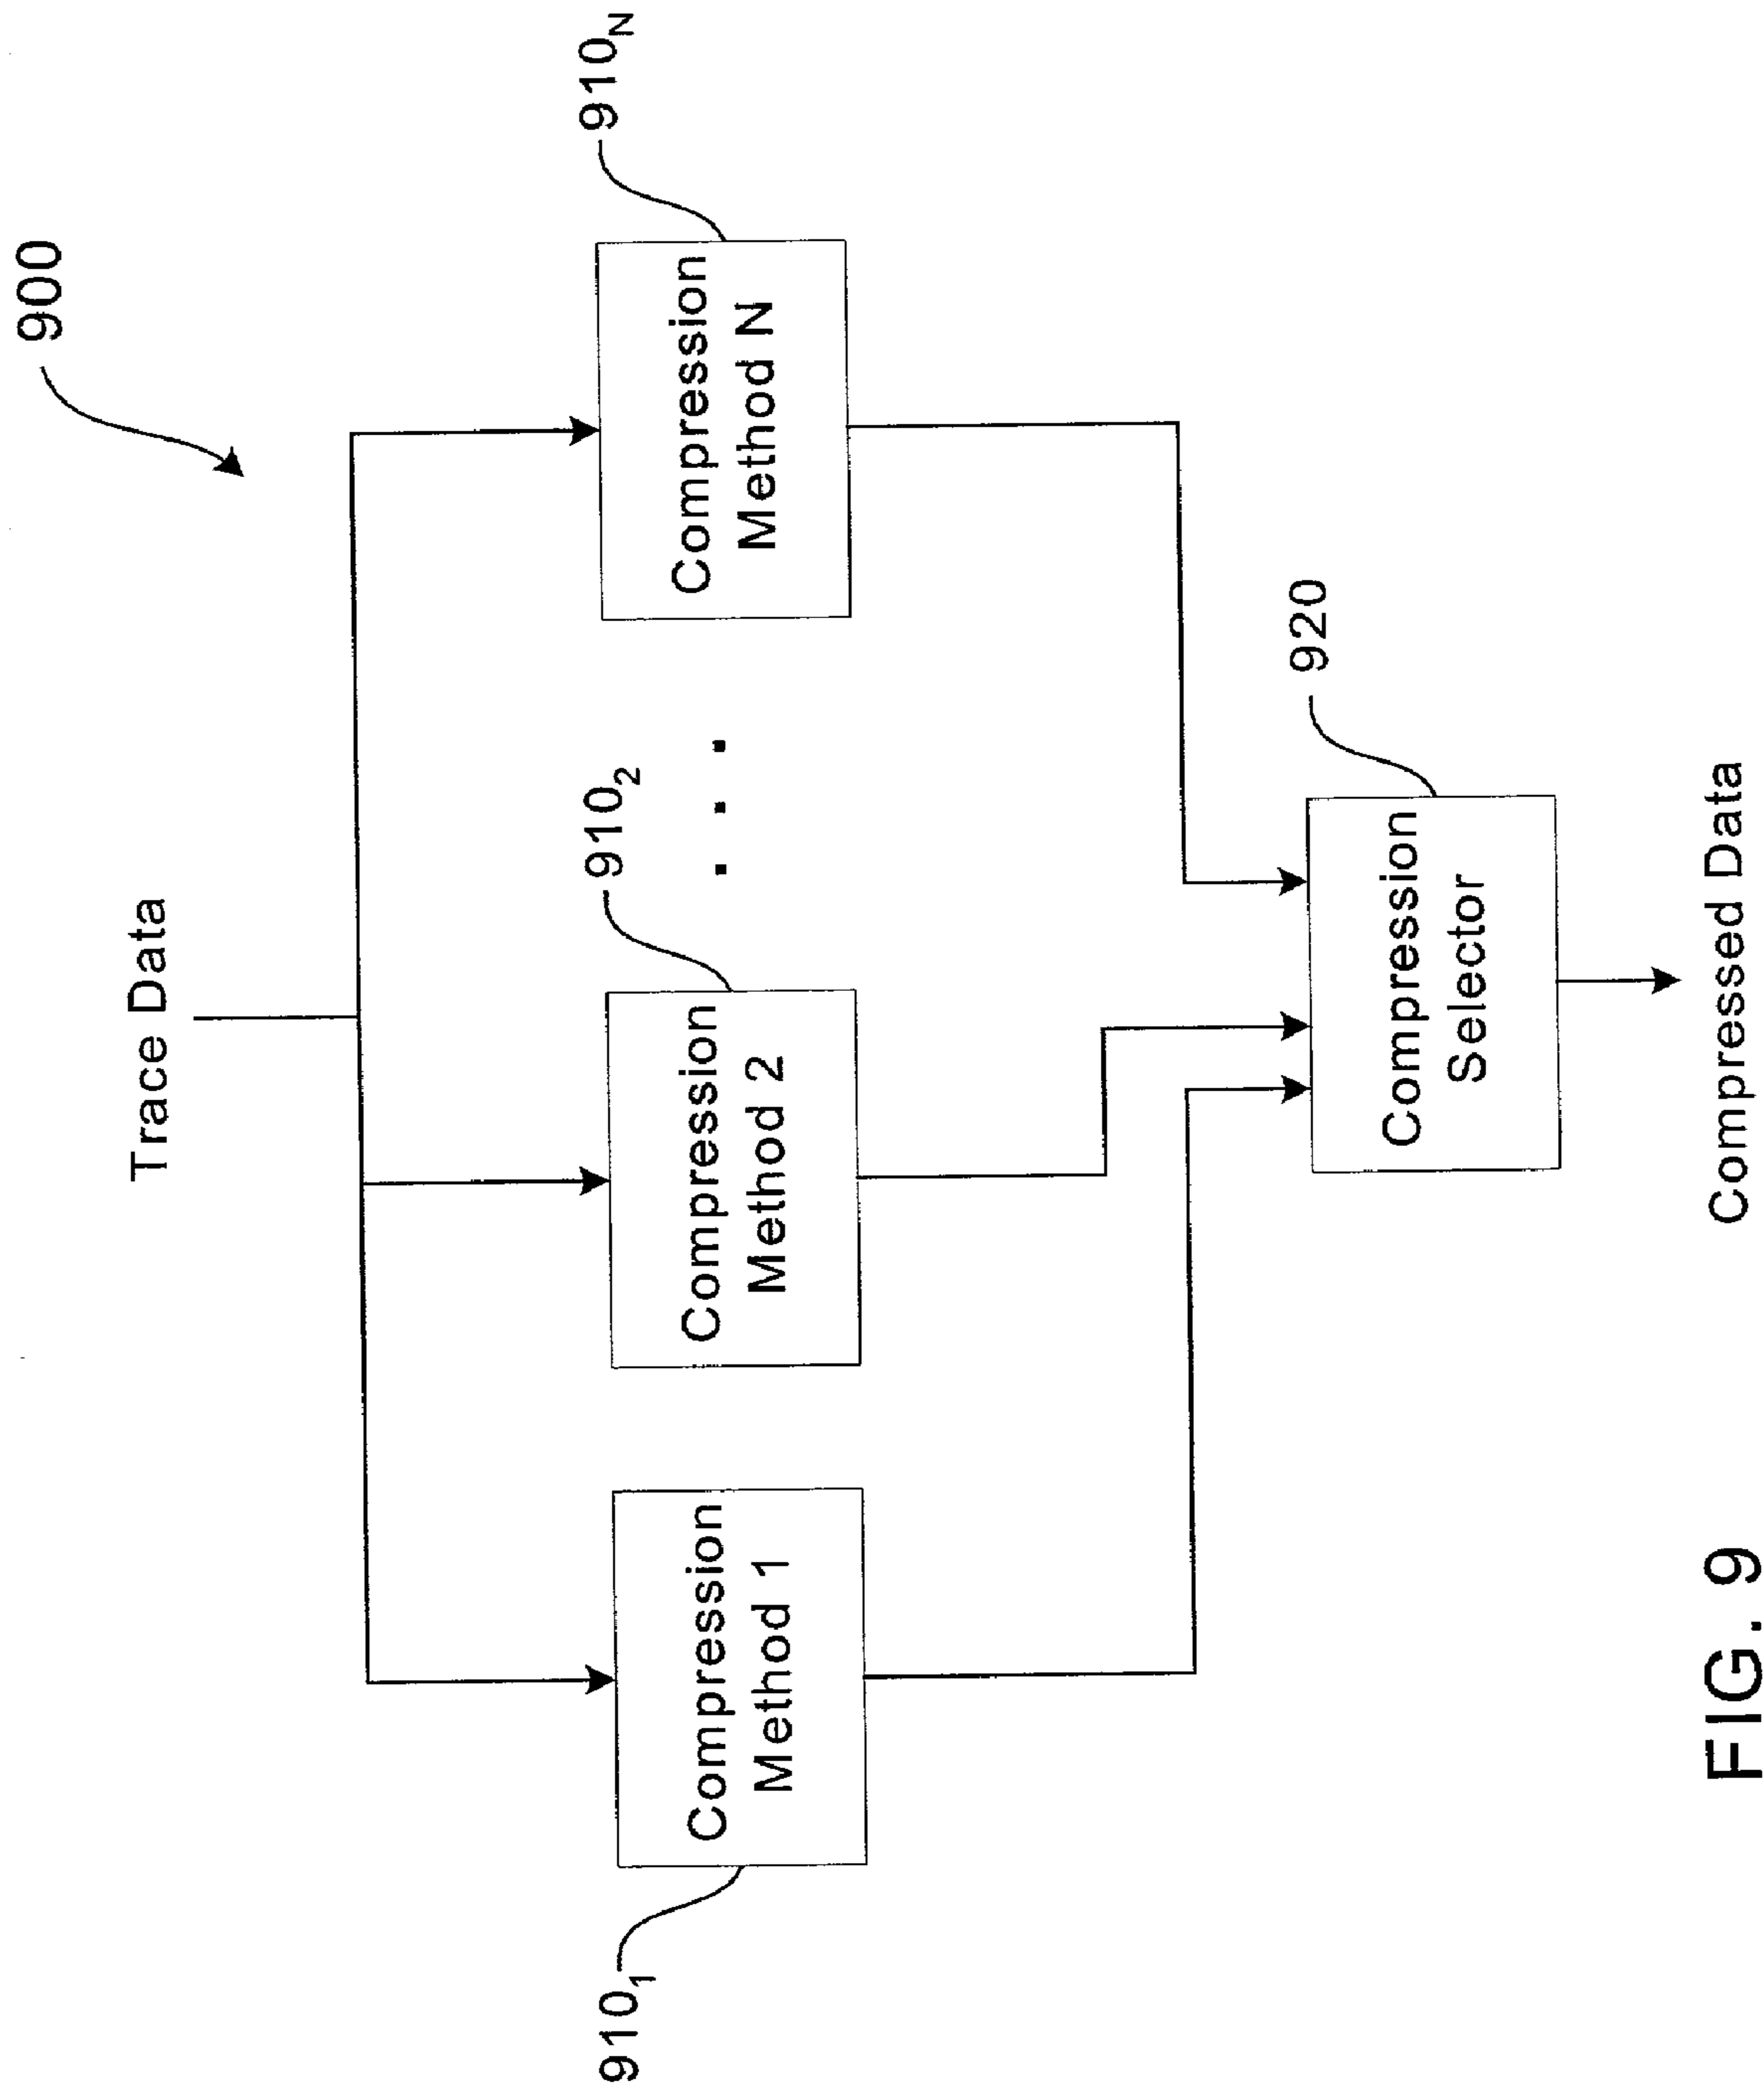 900
Trace Data
910₁
910₂
910N
Compression
Method 1
Compression
Method 2
. . .
Compression
Method N
920
Compression
Selector
Compressed Data
FIG. 9